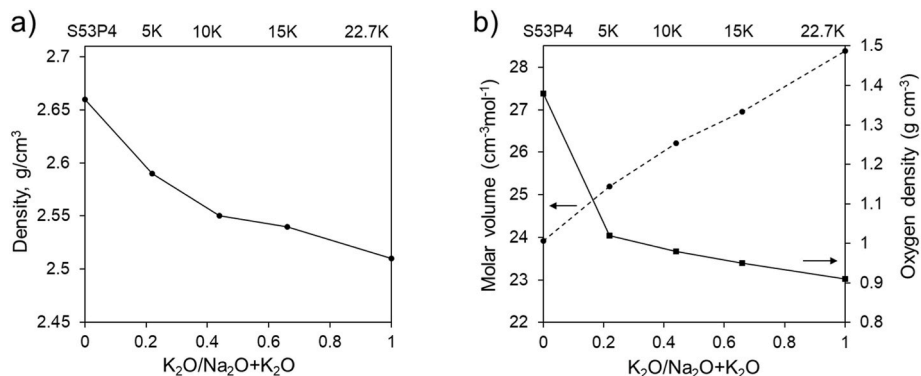 a)
S53P4 5K 10K 15K 22.7K
2.7
2.65
2.6
2.55
2.5
2.45
Density, g/cm³
0 0.2 0.4 0.6 0.8 1
K₂O/Na₂O+K₂O
b)
S53P4 5K 10K 15K 22.7K
28
27
26
25
24
23
22
Molar volume (cm⁻³mol⁻¹)
1.5
1.4
1.3
1.2
1.1
1
0.9
0.8
Oxygen density (g cm⁻³)
0 0.2 0.4 0.6 0.8 1
K₂O/Na₂O+K₂O